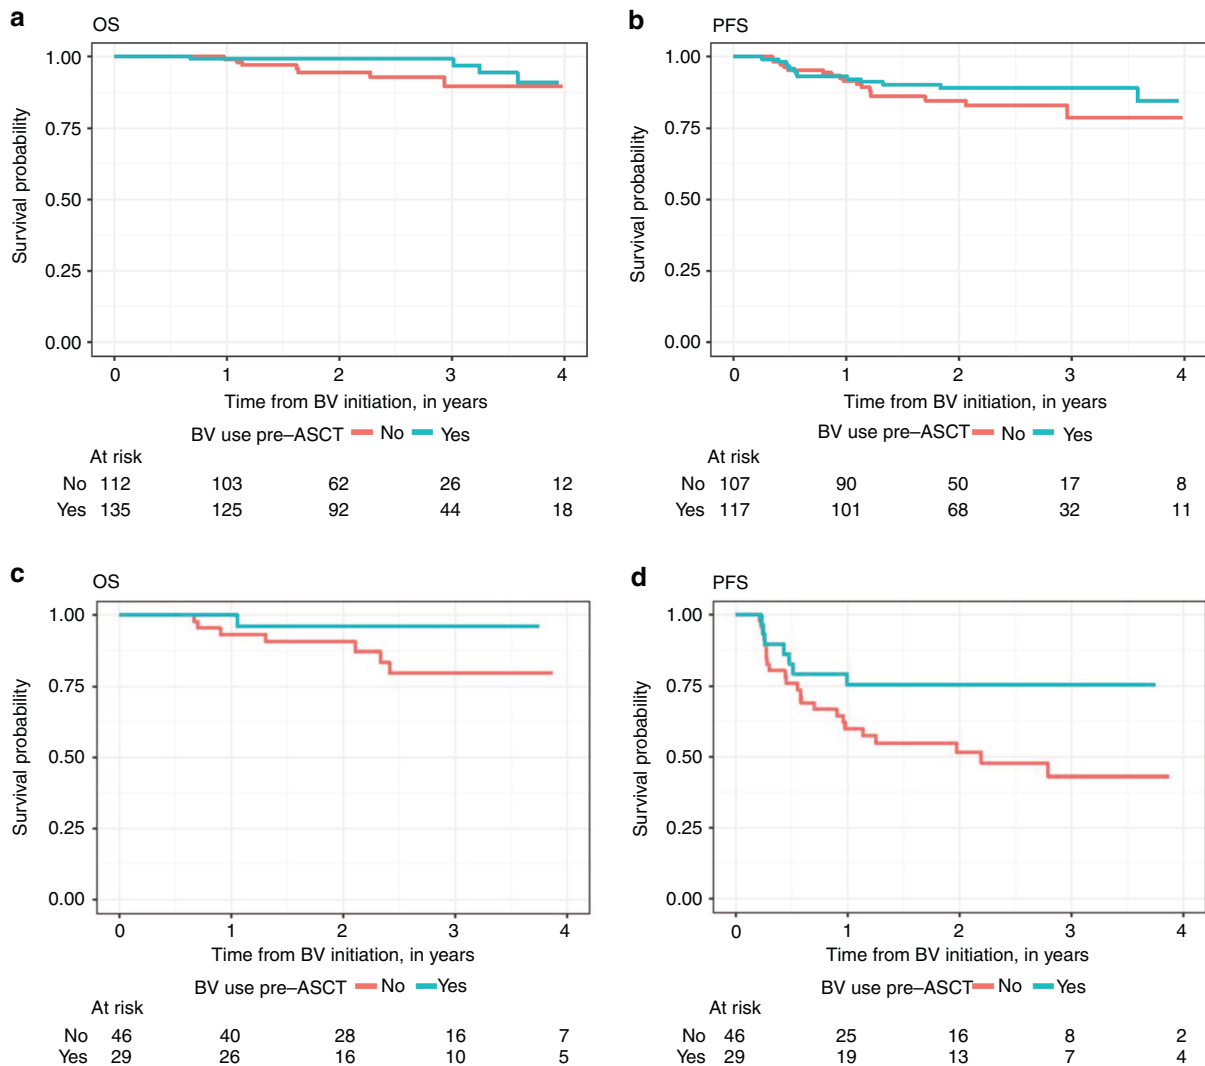 a
OS
1.00
0.75
0.50
0.25
0.00
Survival probability
0 1 2 3 4
Time from BV initiation, in years
BV use pre–ASCT No Yes
At risk
No 112 103 62 26 12
Yes 135 125 92 44 18
b
PFS
1.00
0.75
0.50
0.25
0.00
Survival probability
0 1 2 3 4
Time from BV initiation, in years
BV use pre–ASCT No Yes
At risk
No 107 90 50 17 8
Yes 117 101 68 32 11
c
OS
1.00
0.75
0.50
0.25
0.00
Survival probability
0 1 2 3 4
Time from BV initiation, in years
BV use pre–ASCT No Yes
At risk
No 46 40 28 16 7
Yes 29 26 16 10 5
d
PFS
1.00
0.75
0.50
0.25
0.00
Survival probability
0 1 2 3 4
Time from BV initiation, in years
BV use pre–ASCT No Yes
At risk
No 46 25 16 8 2
Yes 29 19 13 7 4